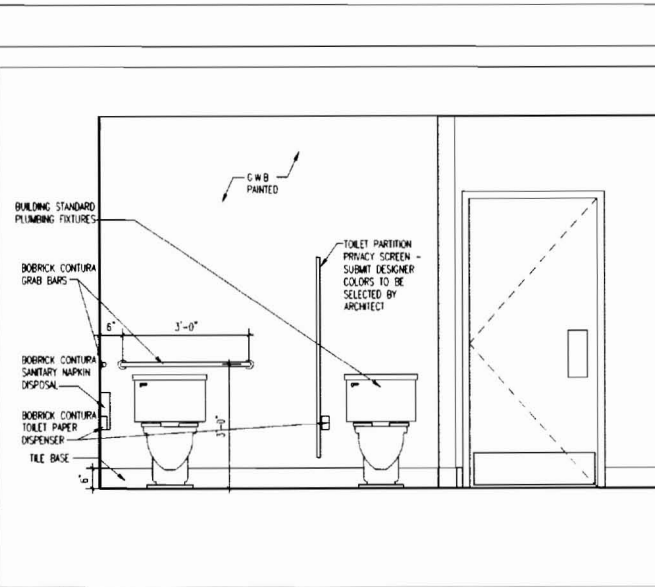 G W B
PAINTED
BUILDING STANDARD
PLUMBING FIXTURES
TOILET PARTITION
PRIVACY SCREEN -
SUBMIT DESIGNER
COLORS TO BE
SELECTED BY
ARCHITECT
BOBRICK CONTURA
GRAB BARS
6"
3'-0"
BOBRICK CONTURA
SANITARY NAPKIN
DISPOSAL
BOBRICK CONTURA
TOILET PAPER
DISPENSER
3'-0"
TILE BASE
6"